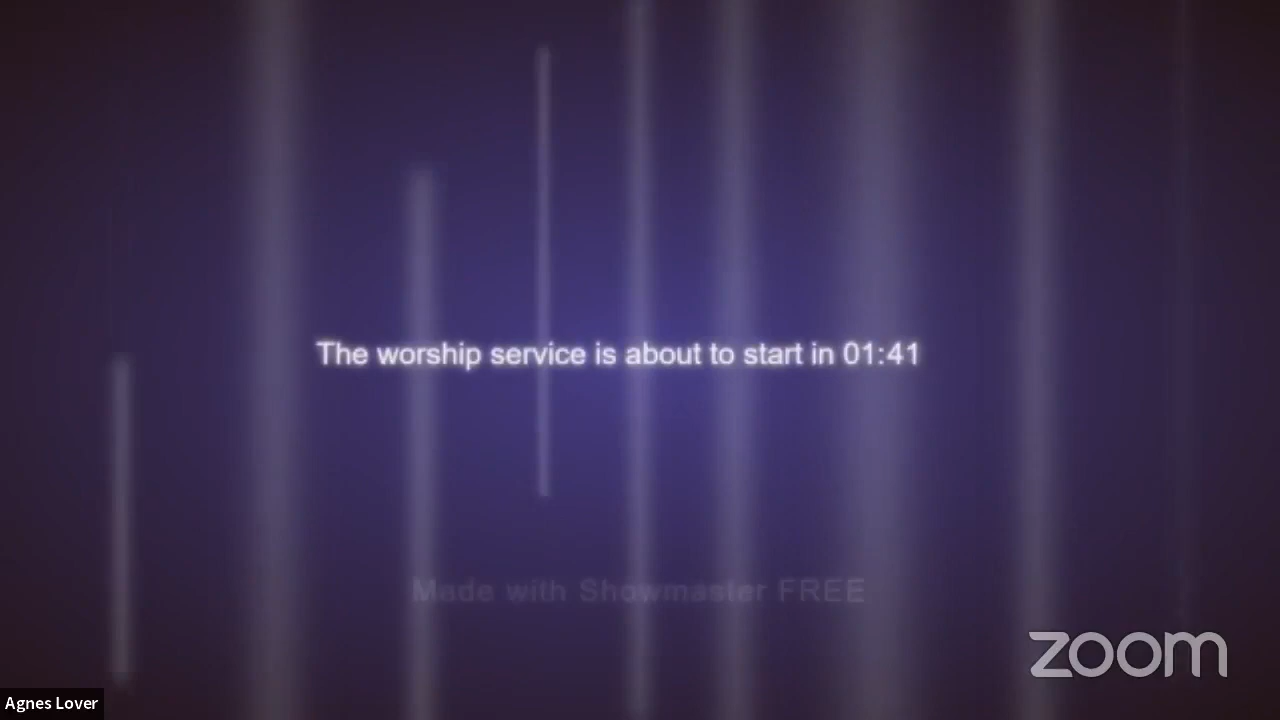 The worship service is about to start in 01:41
Made with Showmaster FREE
zoom
Agnes Lover